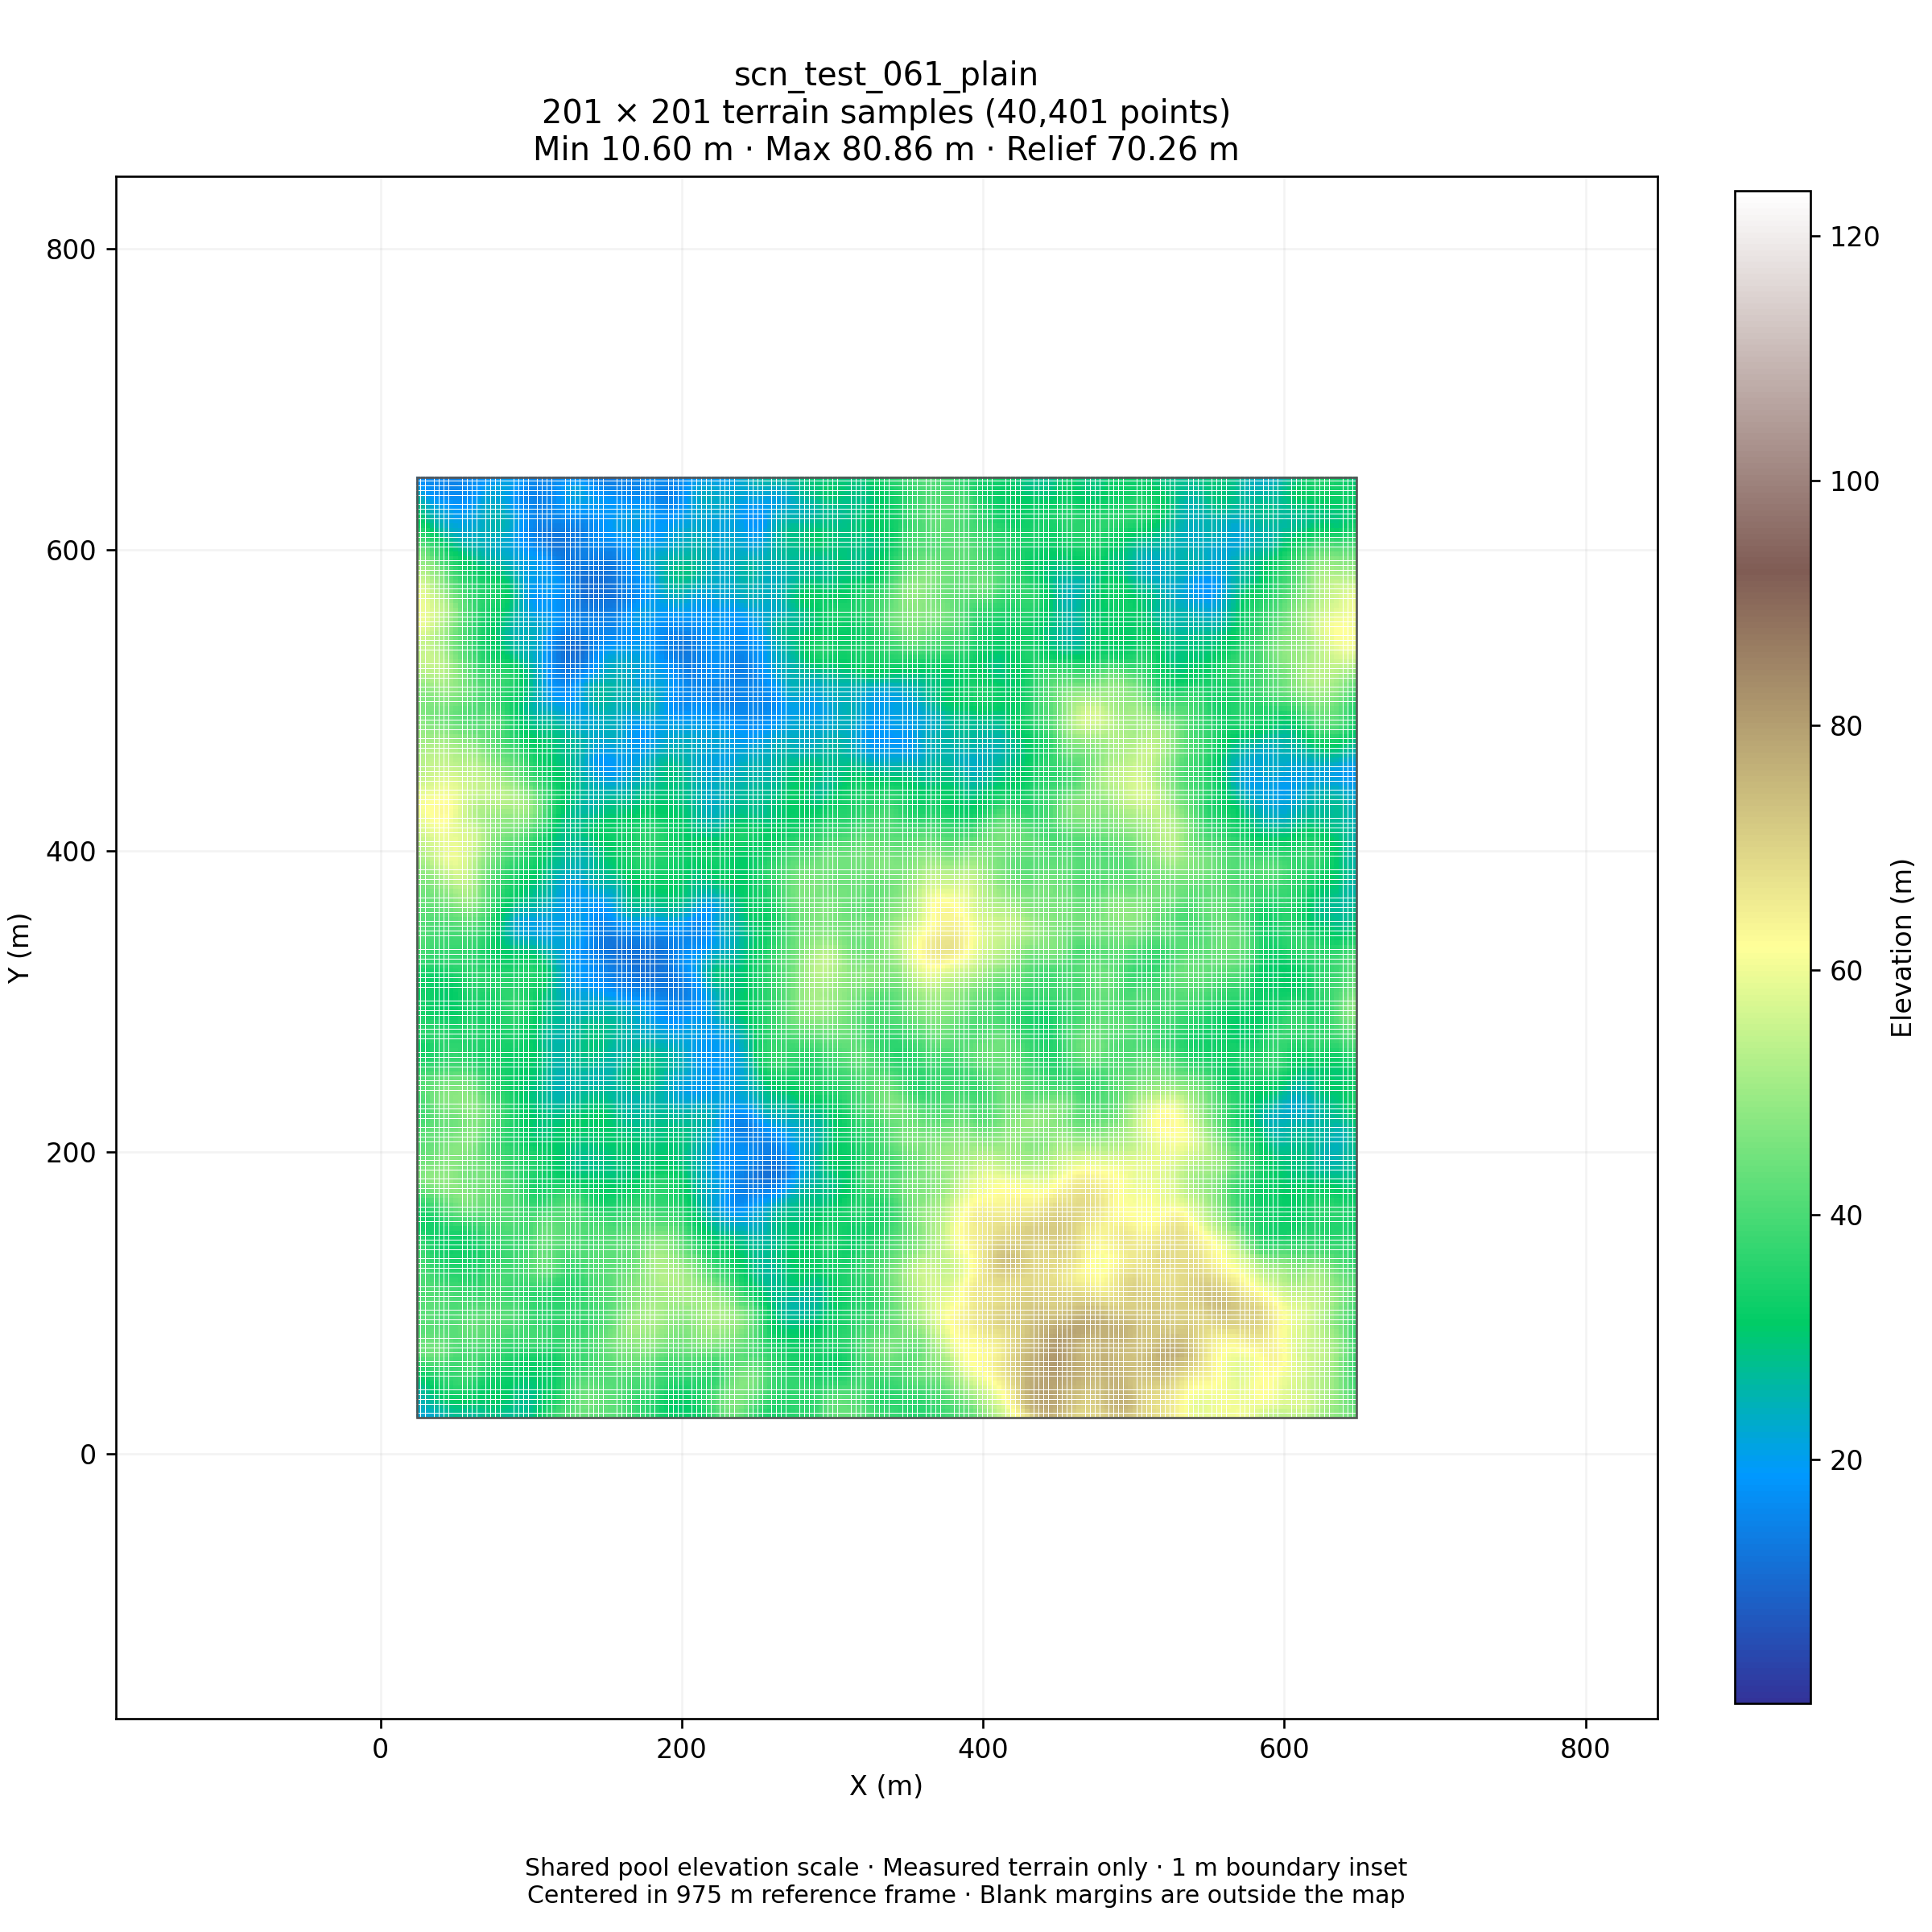 scn_test_061_plain
201 × 201 terrain samples (40,401 points)
Min 10.60 m · Max 80.86 m · Relief 70.26 m
800
600
400
200
0
Y (m)
0
200
400
600
800
X (m)
120
100
80
60
40
20
Elevation (m)
Shared pool elevation scale · Measured terrain only · 1 m boundary inset
Centered in 975 m reference frame · Blank margins are outside the map